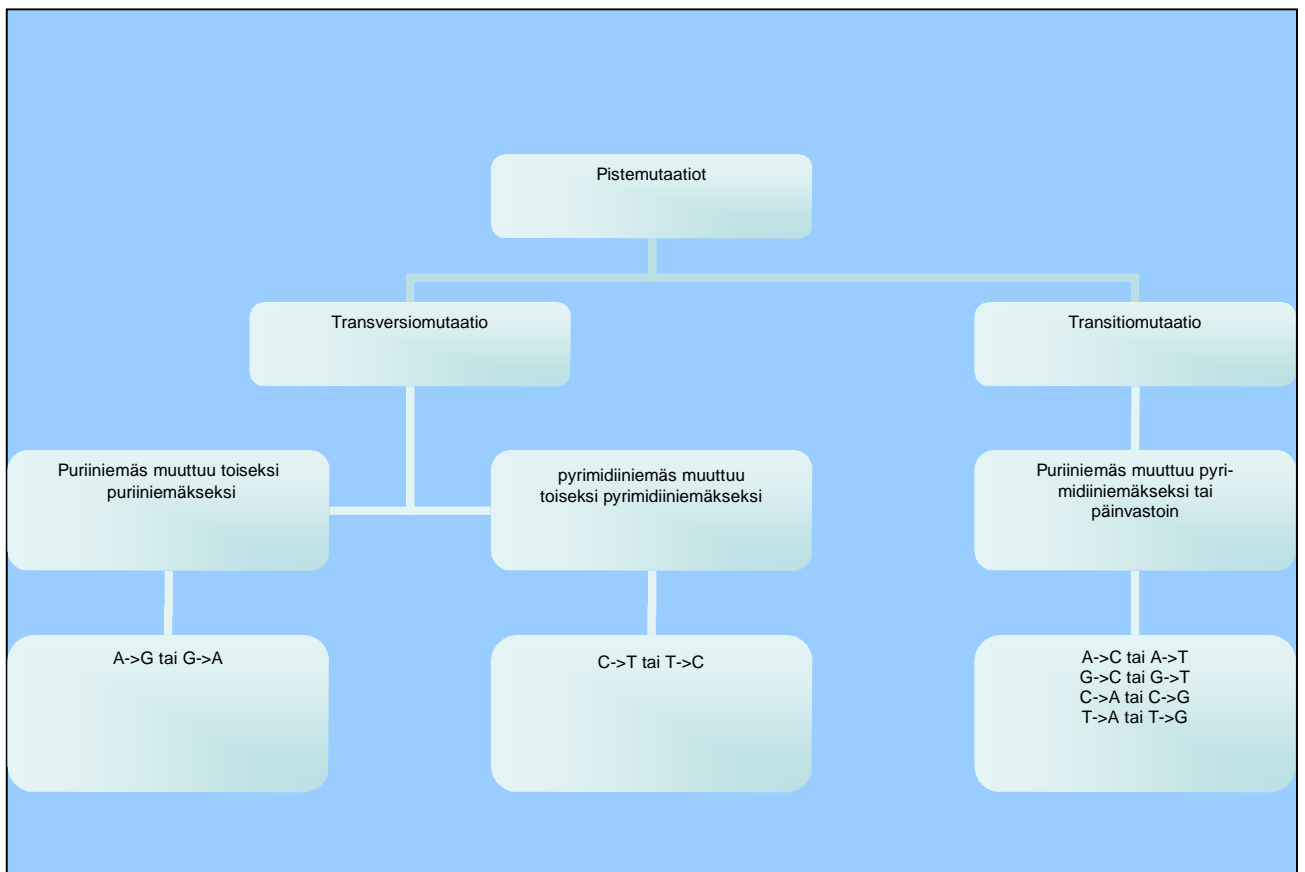 Pistemutaatiot
Transversiomutaatio
Transitiomutaatio
Puriiniemäs muuttuu toiseksi
puriiniemäkseksi
pyrimidiiniemäs muuttuu
toiseksi pyrimidiiniemäkseksi
Puriiniemäs muuttuu pyri-
midiiniemäkseksi tai
päinvastoin
A->G tai G->A
C->T tai T->C
A->C tai A->T
G->C tai G->T
C->A tai C->G
T->A tai T->G